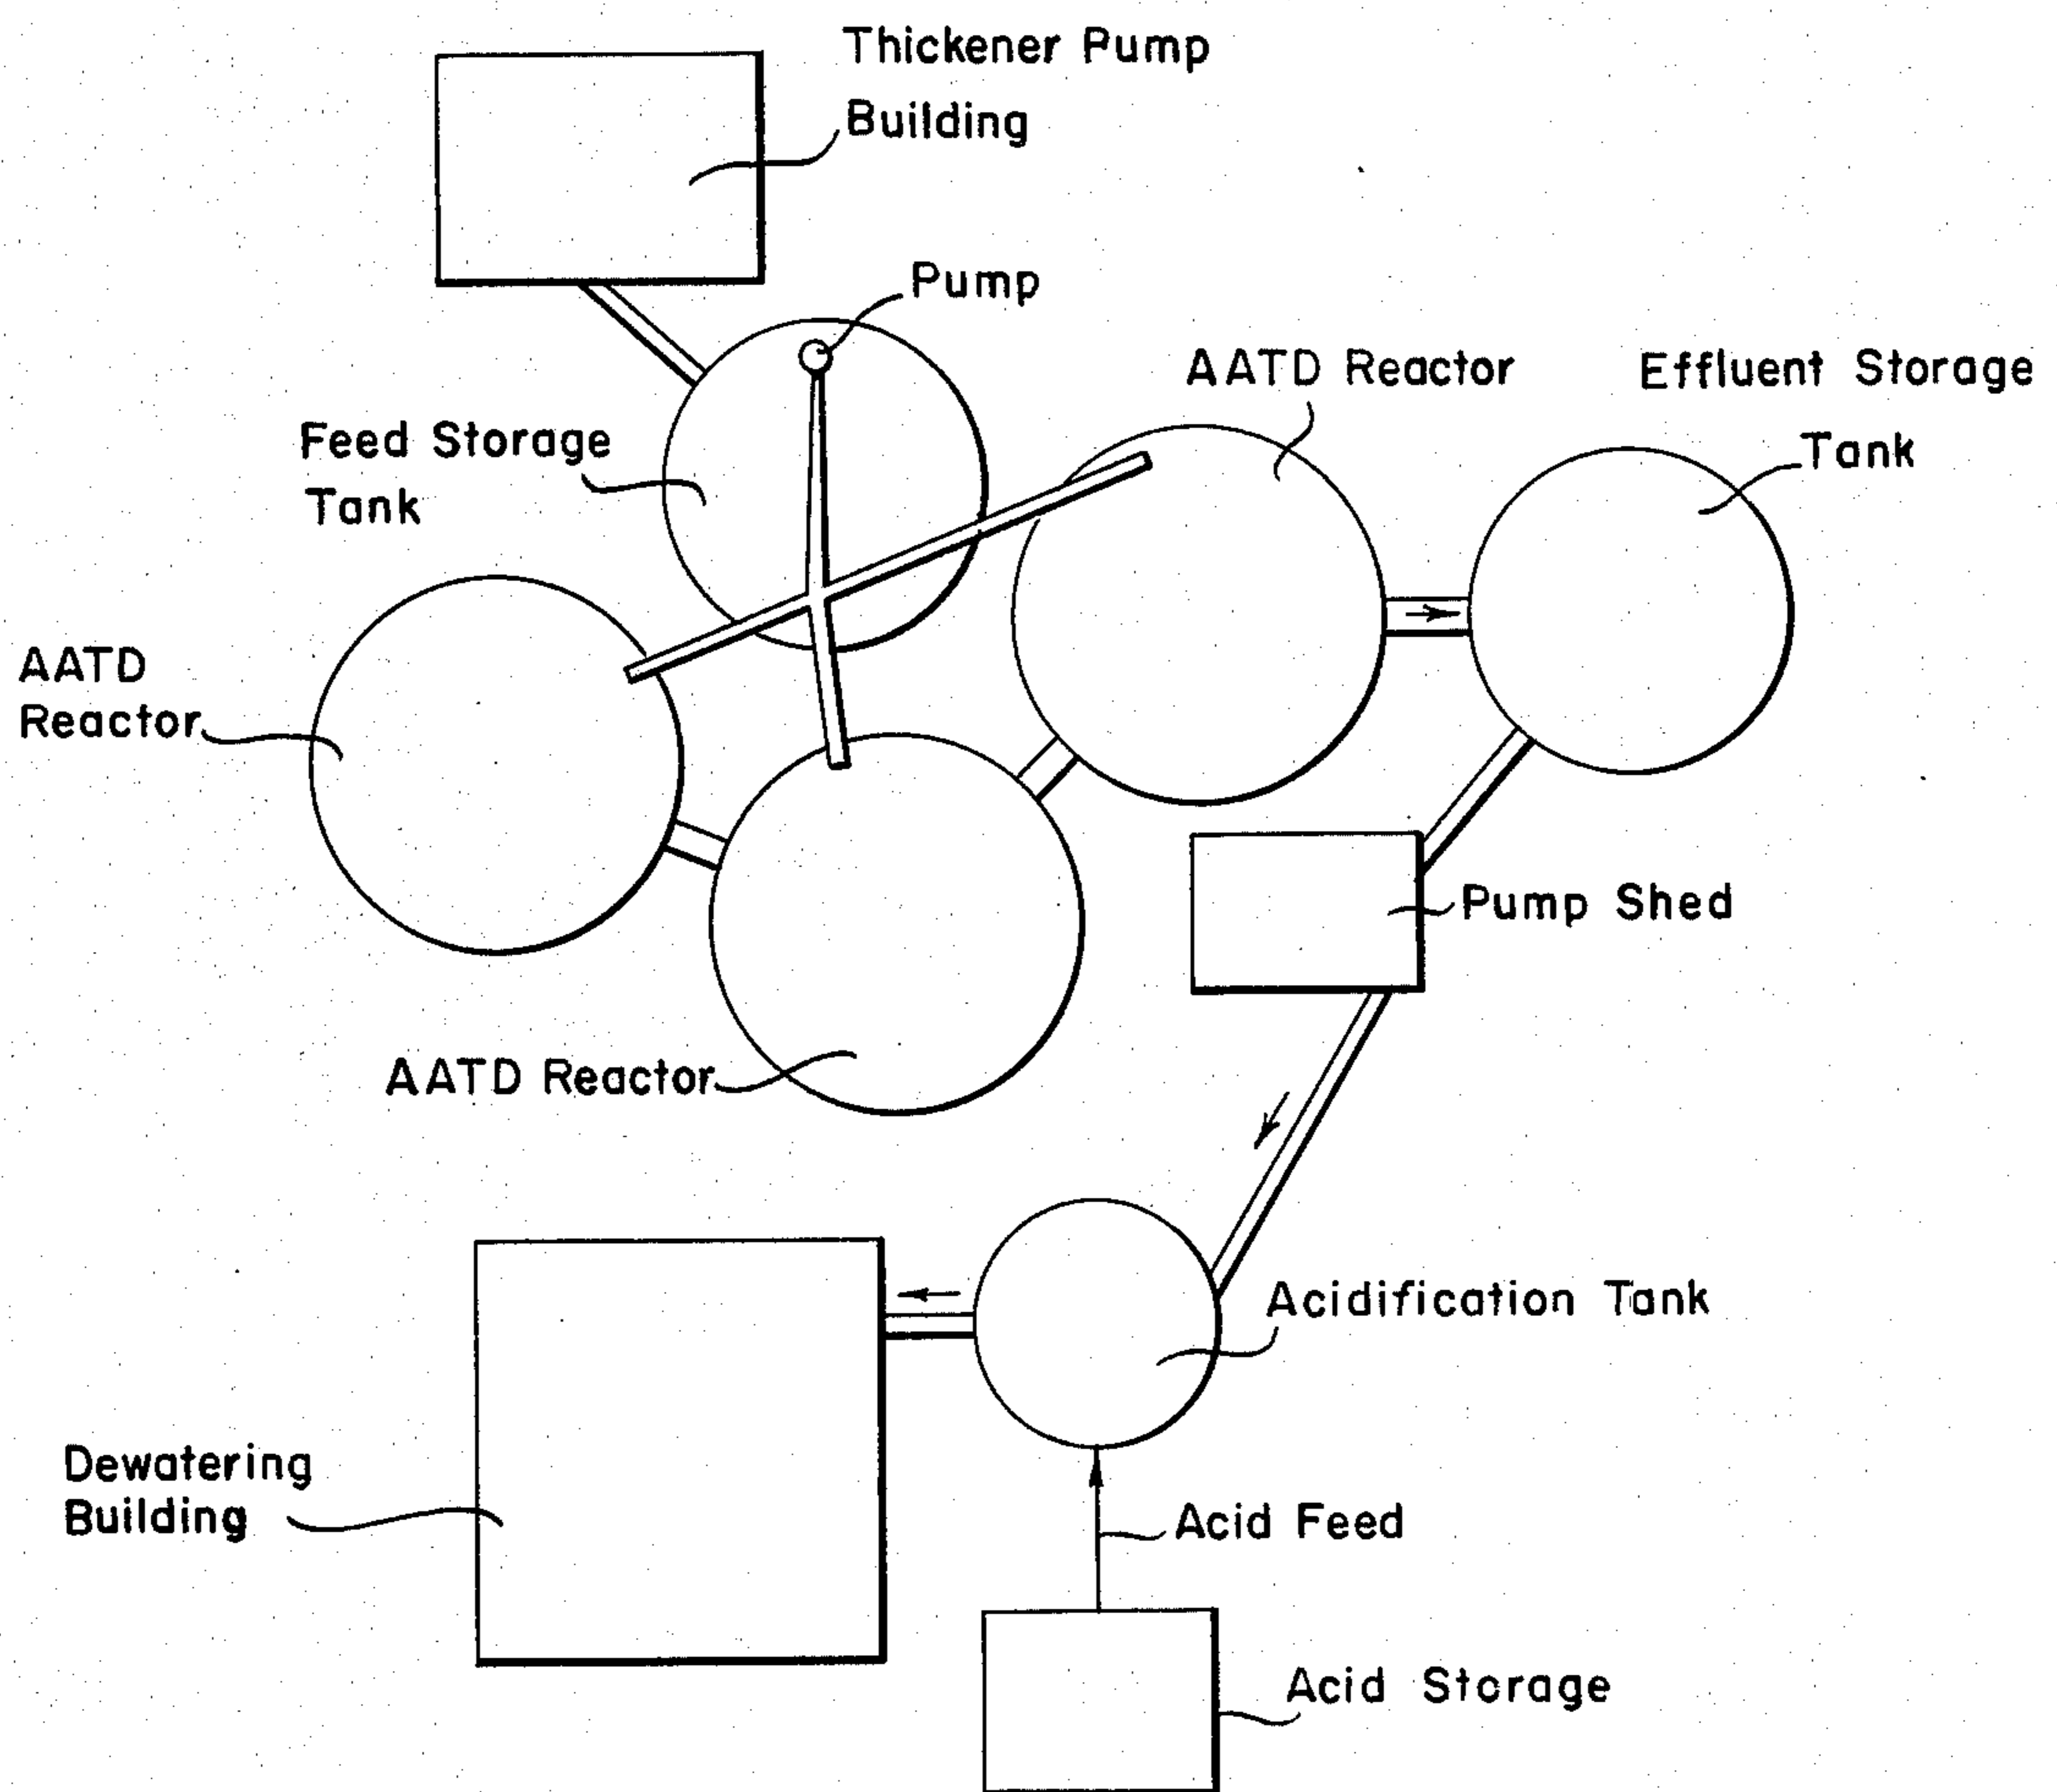 Thickener Pump
Building
Pump
AATD Reactor
Effluent Storage
Tank
Feed Storage
Tank
AATD
Reactor
Pump Shed
AATD Reactor
Acidification Tank
Dewatering
Building
Acid Feed
Acid Storage